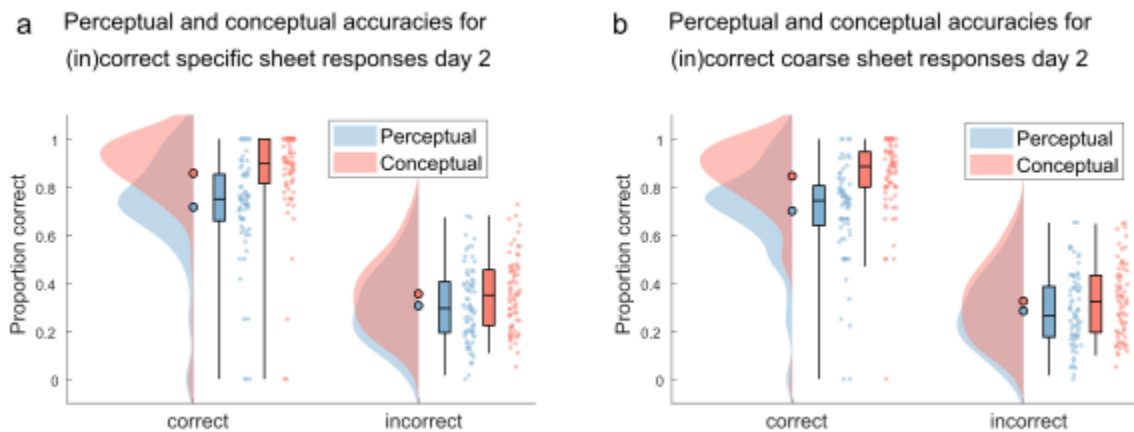 a Perceptual and conceptual accuracies for
(in)correct specific sheet responses day 2
Proportion correct
1
0.8
0.6
0.4
0.2
0
Perceptual
Conceptual
correct
incorrect
b Perceptual and conceptual accuracies for
(in)correct coarse sheet responses day 2
Proportion correct
1
0.8
0.6
0.4
0.2
0
Perceptual
Conceptual
correct
incorrect